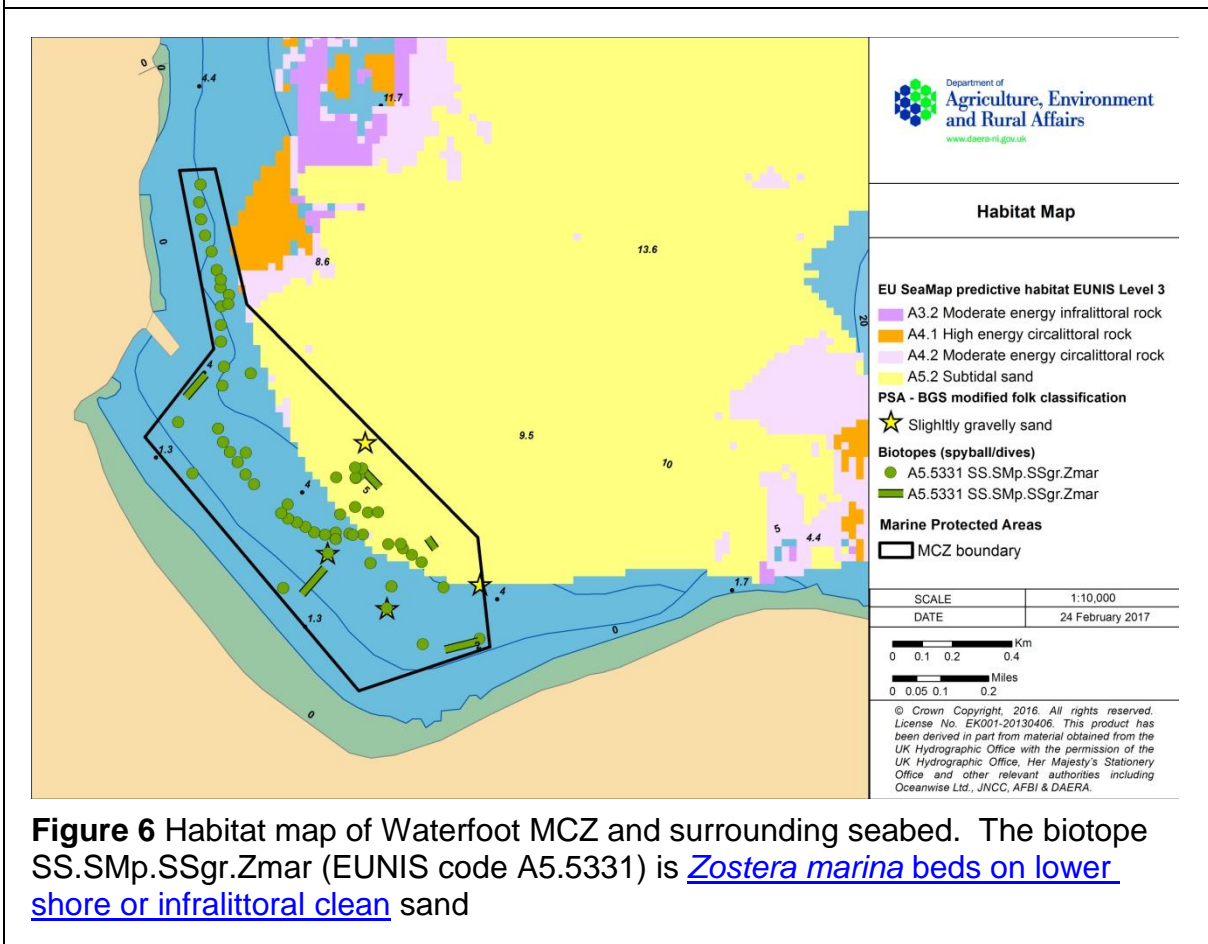 0
0
4.4
11.7
0
8.6
13.6
20
4
1.3
9.5
10
5
4
5
4.4
1.3
4
1.7
0
2
0
Department of
Agriculture, Environment
and Rural Affairs
www.daera-ni.gov.uk
Habitat Map
EU SeaMap predictive habitat EUNIS Level 3
A3.2 Moderate energy infralittoral rock
A4.1 High energy circalittoral rock
A4.2 Moderate energy circalittoral rock
A5.2 Subtidal sand
PSA - BGS modified folk classification
Slighltly gravelly sand
Biotopes (spyball/dives)
A5.5331 SS.SMp.SSgr.Zmar
A5.5331 SS.SMp.SSgr.Zmar
Marine Protected Areas
MCZ boundary
SCALE 1:10,000
DATE 24 February 2017
Km
0 0.1 0.2 0.4
Miles
0 0.05 0.1 0.2
© Crown Copyright, 2016. All rights reserved.
License No. EK001-20130406. This product has
been derived in part from material obtained from the
UK Hydrographic Office with the permission of the
UK Hydrographic Office, Her Majesty's Stationery
Office and other relevant authorities including
Oceanwise Ltd., JNCC, AFBI & DAERA.
Figure 6 Habitat map of Waterfoot MCZ and surrounding seabed. The biotope
SS.SMp.SSgr.Zmar (EUNIS code A5.5331) is Zostera marina beds on lower
shore or infralittoral clean sand